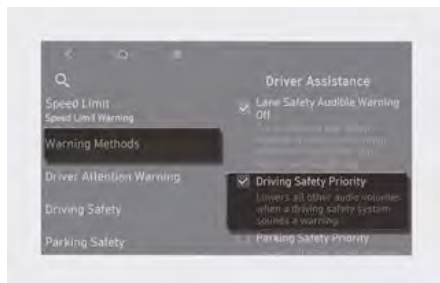 Driver Assistance
Speed Limit
Speed Limit Warning
Warning Methods
Driver Attention Warning
Driving Safety
Parking Safety
Lane Safety Audible Warning
Off
Driving Safety Priority
Lowers all other audio volumes
when a driving safety system
sounds a warning.
Parking Safety Priority